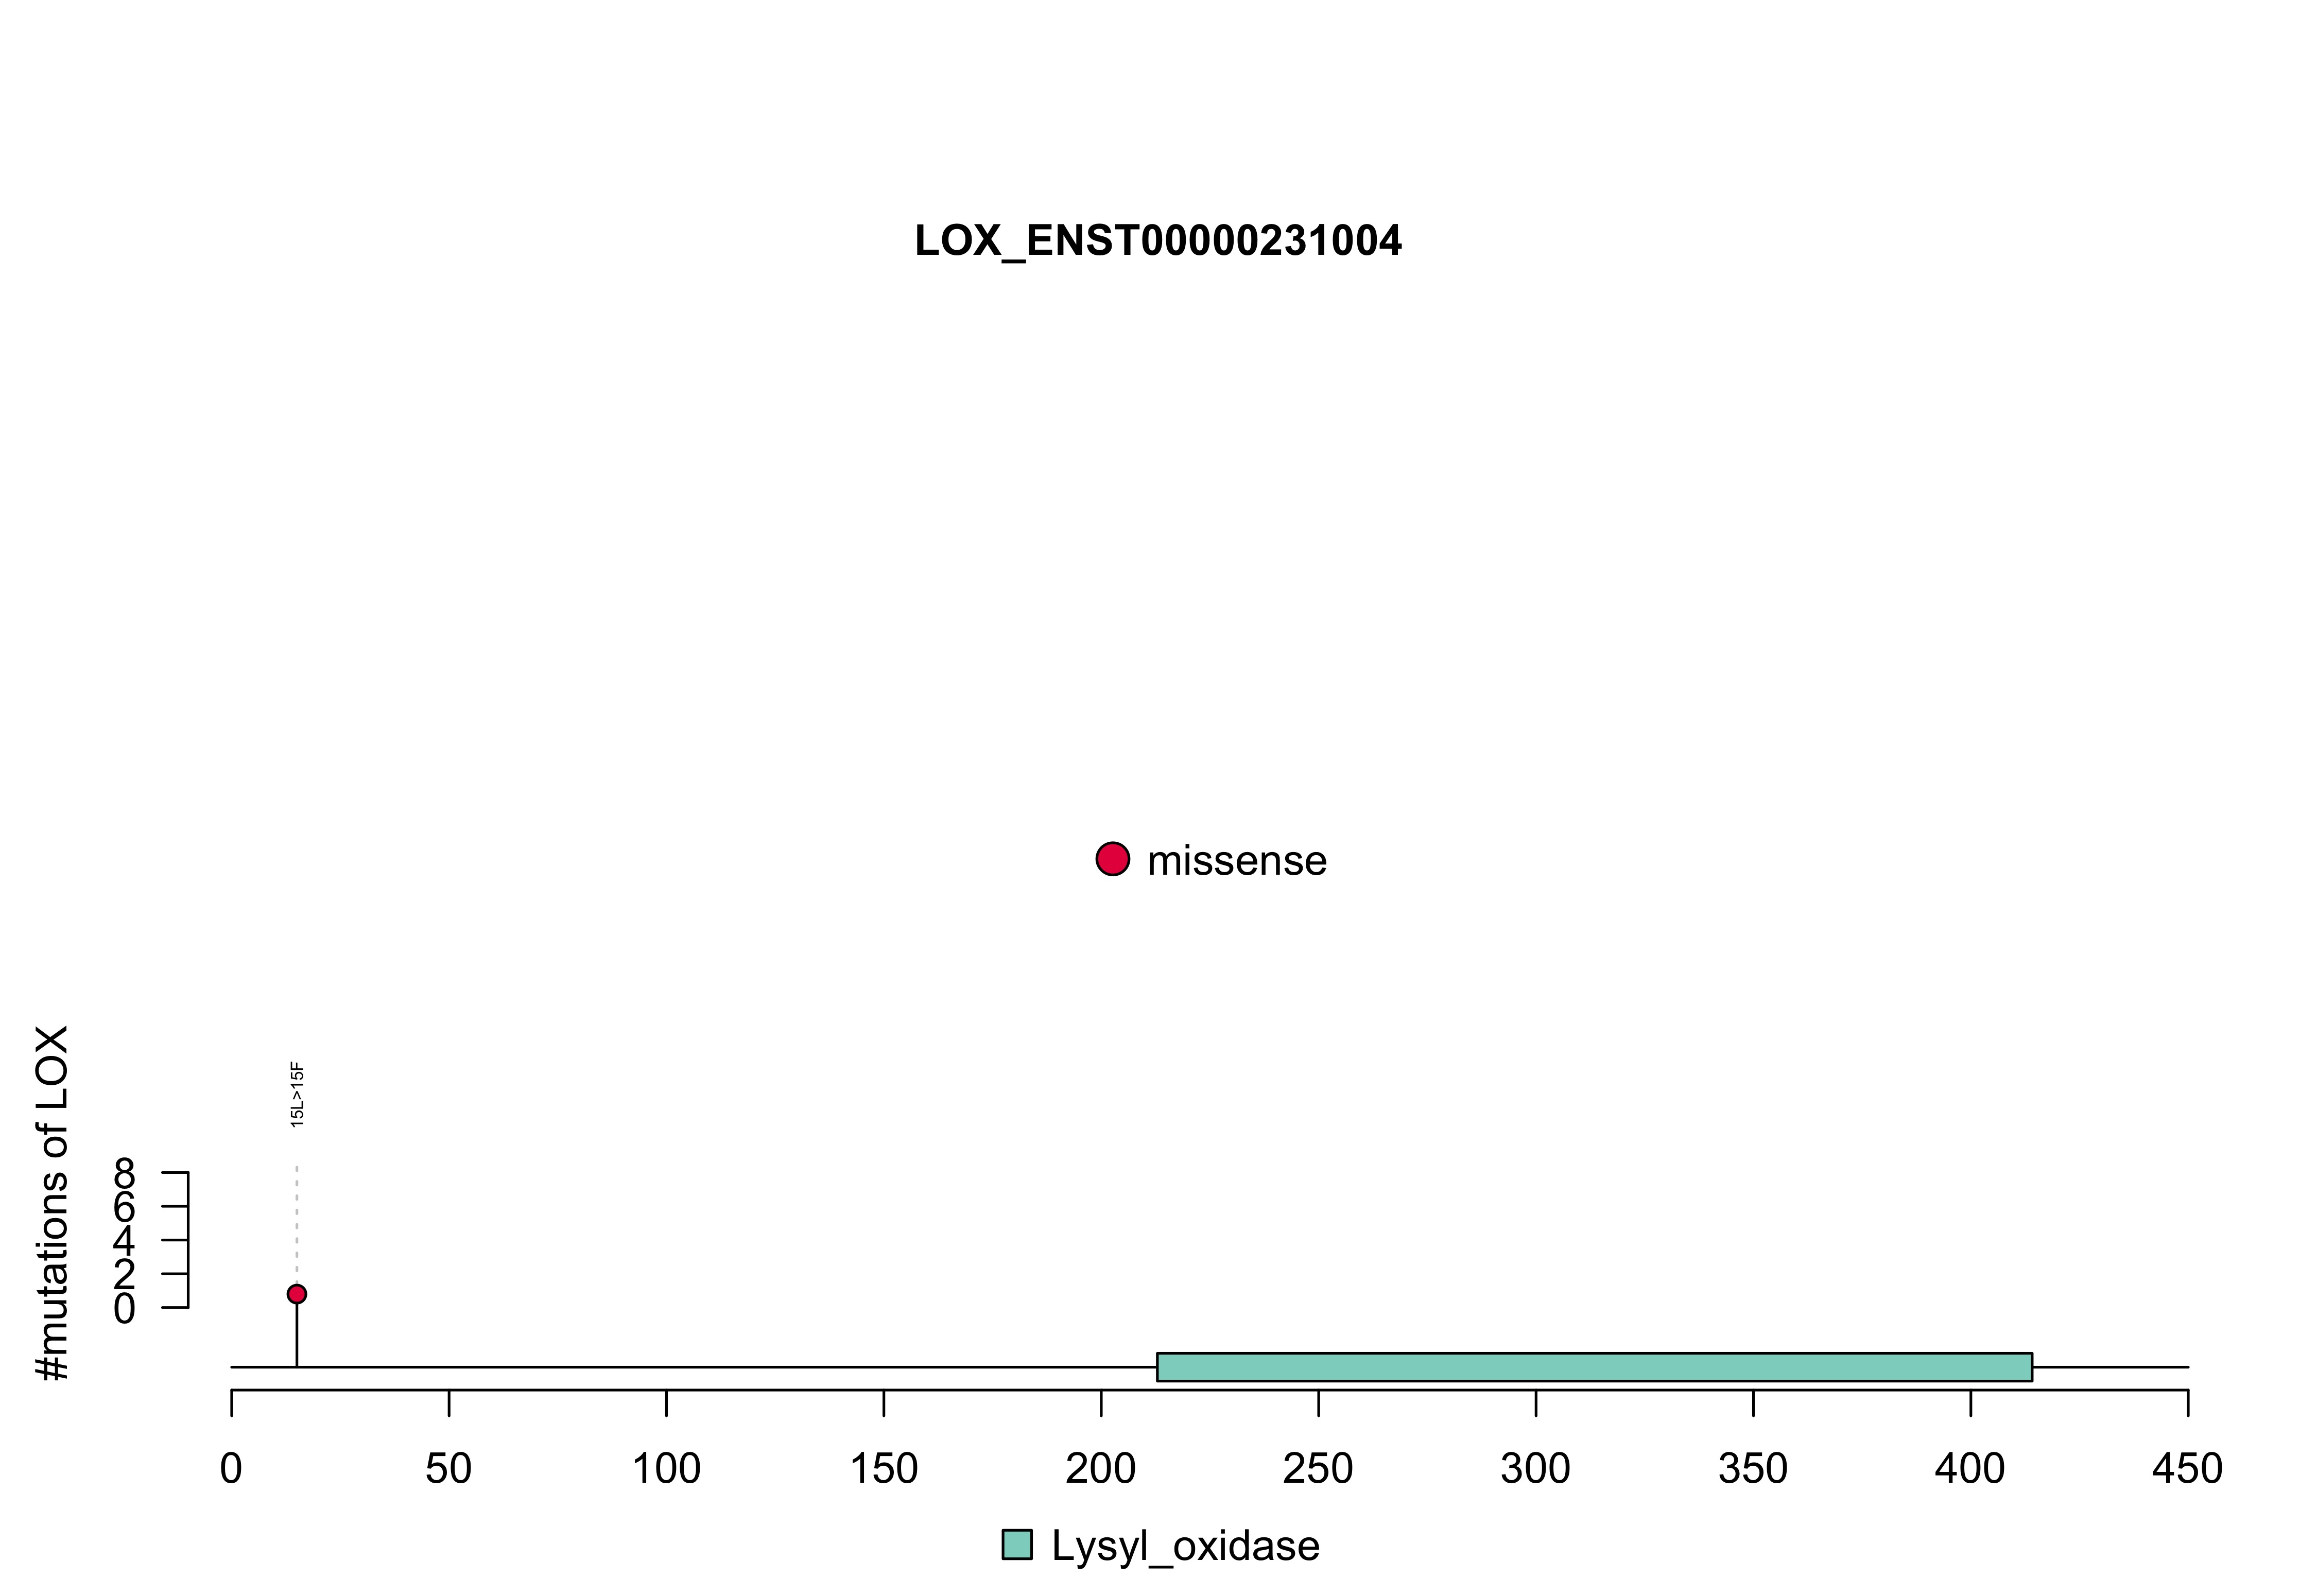 LOX_ENST00000231004
missense
#mutations of LOX
15L>15F
8
6
4
2
0
0 50 100 150 200 250 300 350 400 450
Lysyl_oxidase